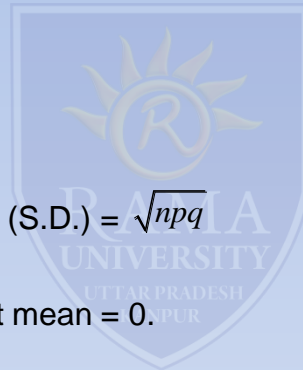 (S.D.) = √npq
RAMA
UNIVERSITY
UTTAR PRADESH
t mean = 0.